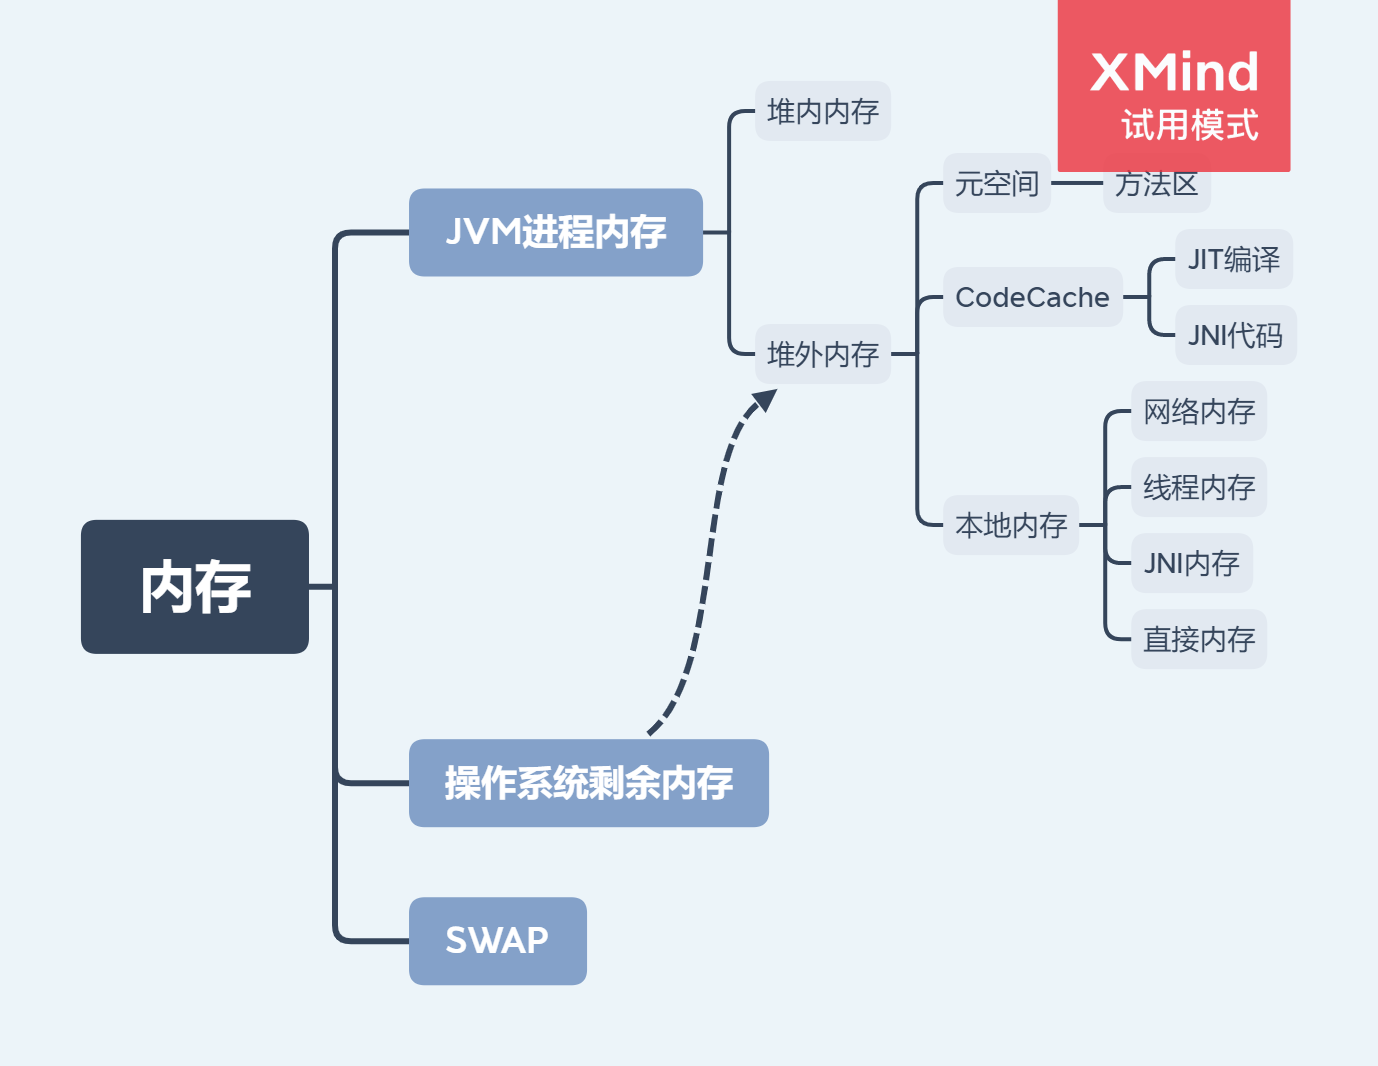 XMind
试用模式
堆内内存
元空间
方法区
JVM进程内存
JIT编译
CodeCache
JNI代码
堆外内存
网络内存
线程内存
本地内存
JNI内存
内存
直接内存
操作系统剩余内存
SWAP